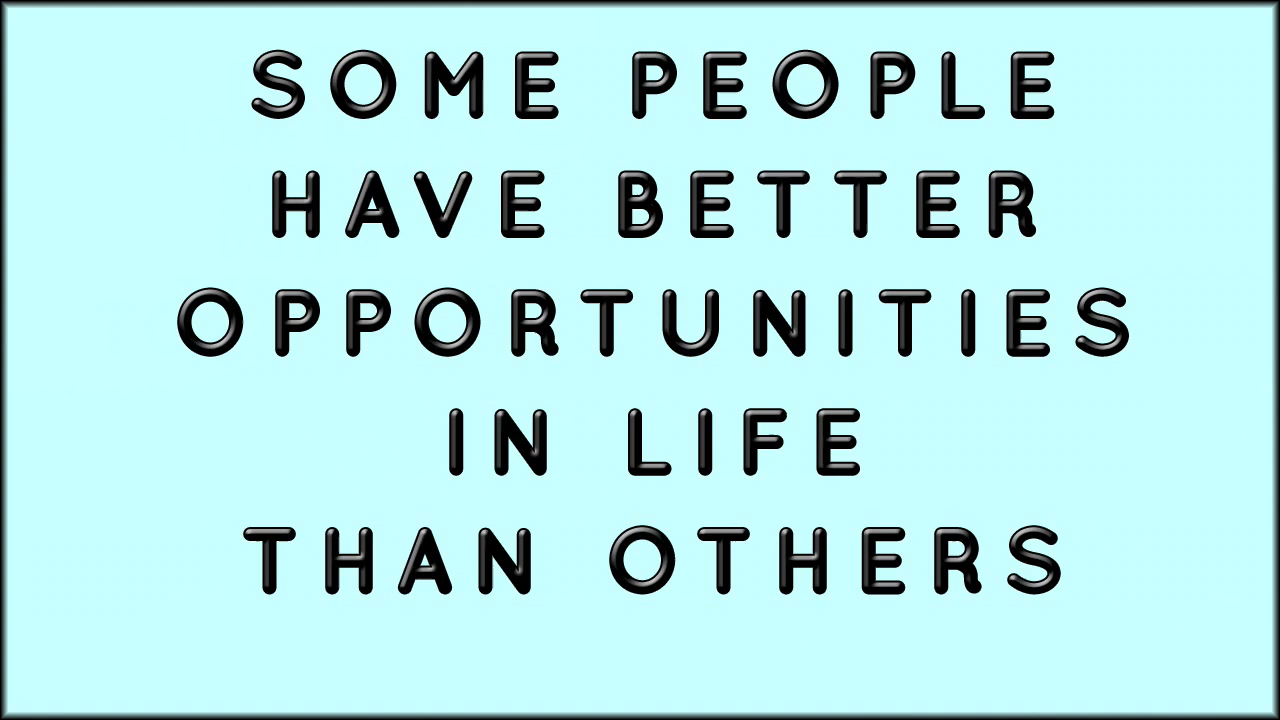 SOME PEOPLE
HAVE BETTER
OPPORTUNITIES
IN LIFE
THAN OTHERS